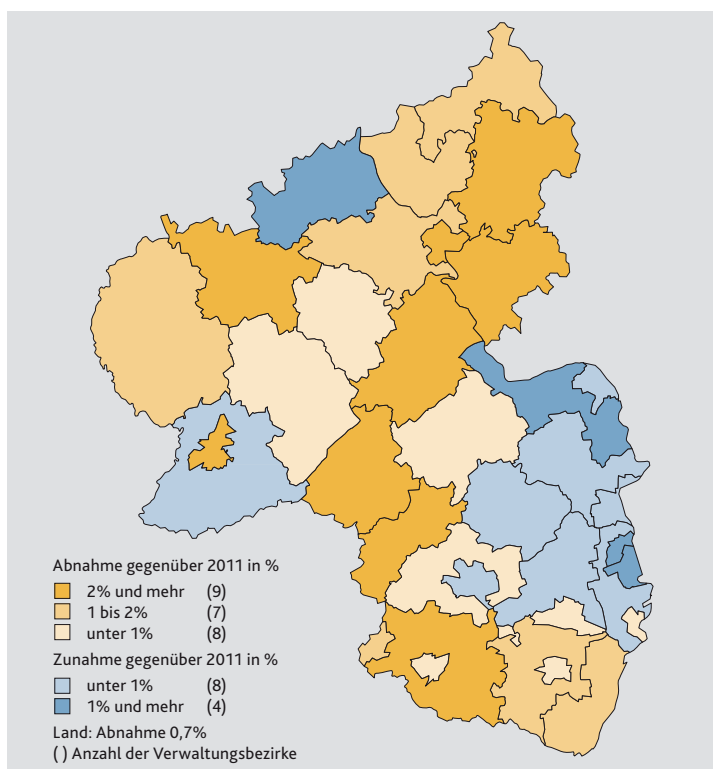 Abnahme gegenüber 2011 in %
2% und mehr (9)
1 bis 2% (7)
unter 1% (8)
Zunahme gegenüber 2011 in %
unter 1% (8)
1% und mehr (4)
Land: Abnahme 0,7%
( ) Anzahl der Verwaltungsbezirke